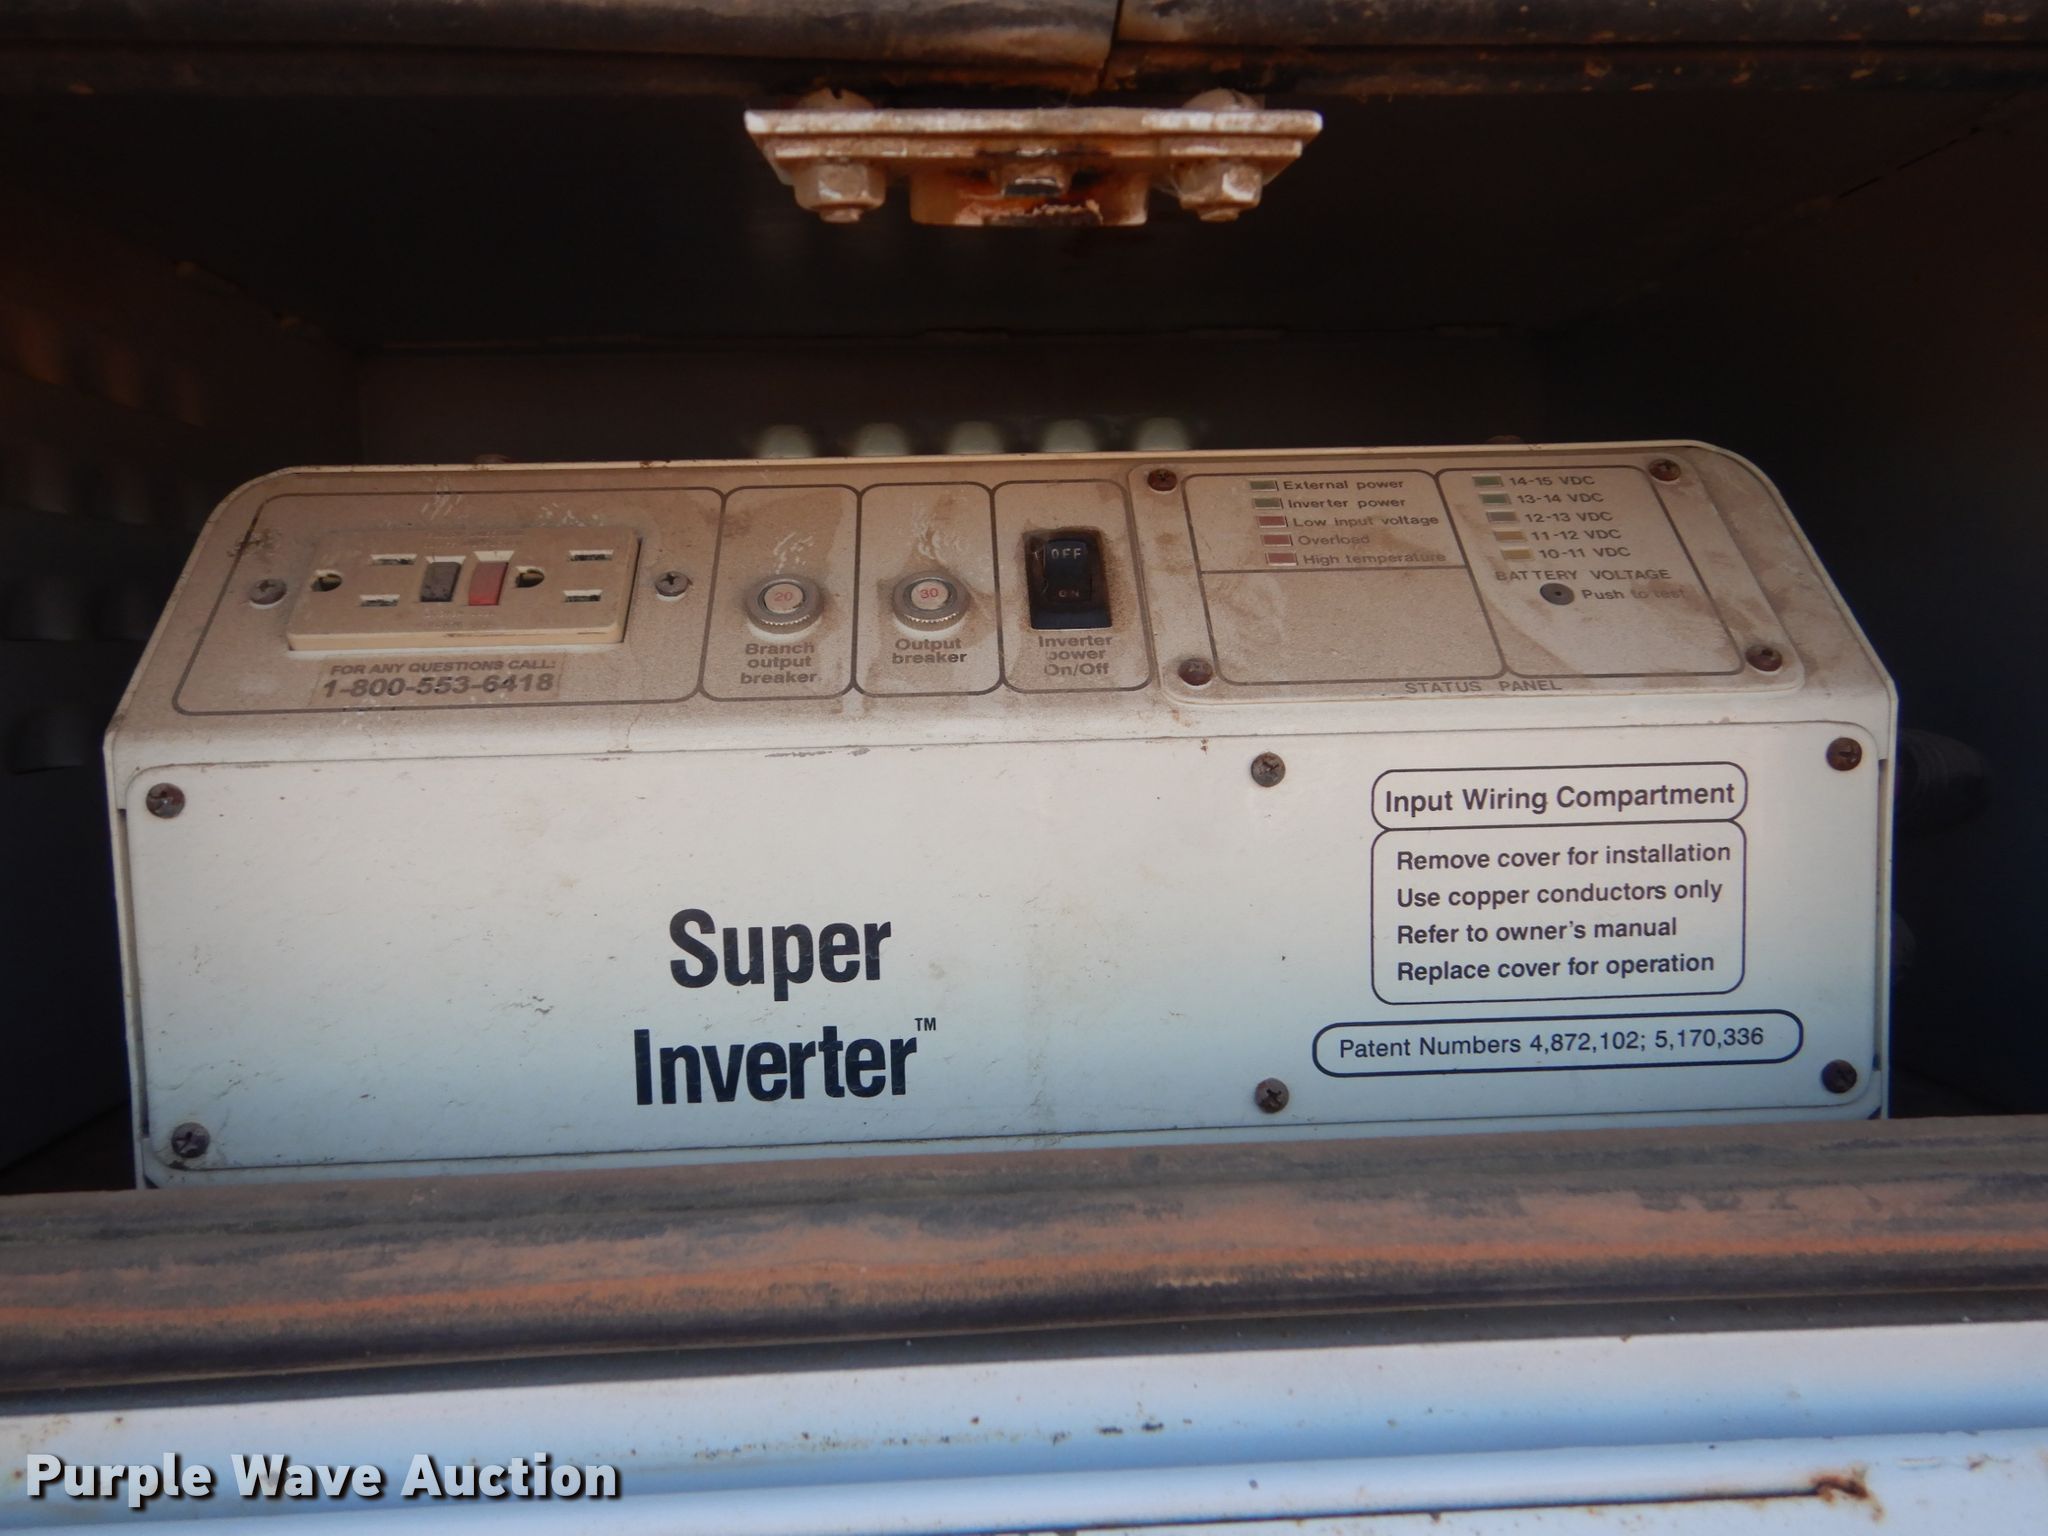 FOR ANY QUESTIONS CALL:
1-800-553-6418
20
Branch
output
breaker
30
Output
breaker
OFF
ON
Inverter
power
On/Off
External power
Inverter power
Low input voltage
Overload
High temperature
14-15 VDC
13-14 VDC
12-13 VDC
11-12 VDC
10-11 VDC
BATTERY VOLTAGE
Push to test
STATUS PANEL
Super
Inverter™
Input Wiring Compartment
Remove cover for installation
Use copper conductors only
Refer to owner's manual
Replace cover for operation
Patent Numbers 4,872,102; 5,170,336
Purple Wave Auction